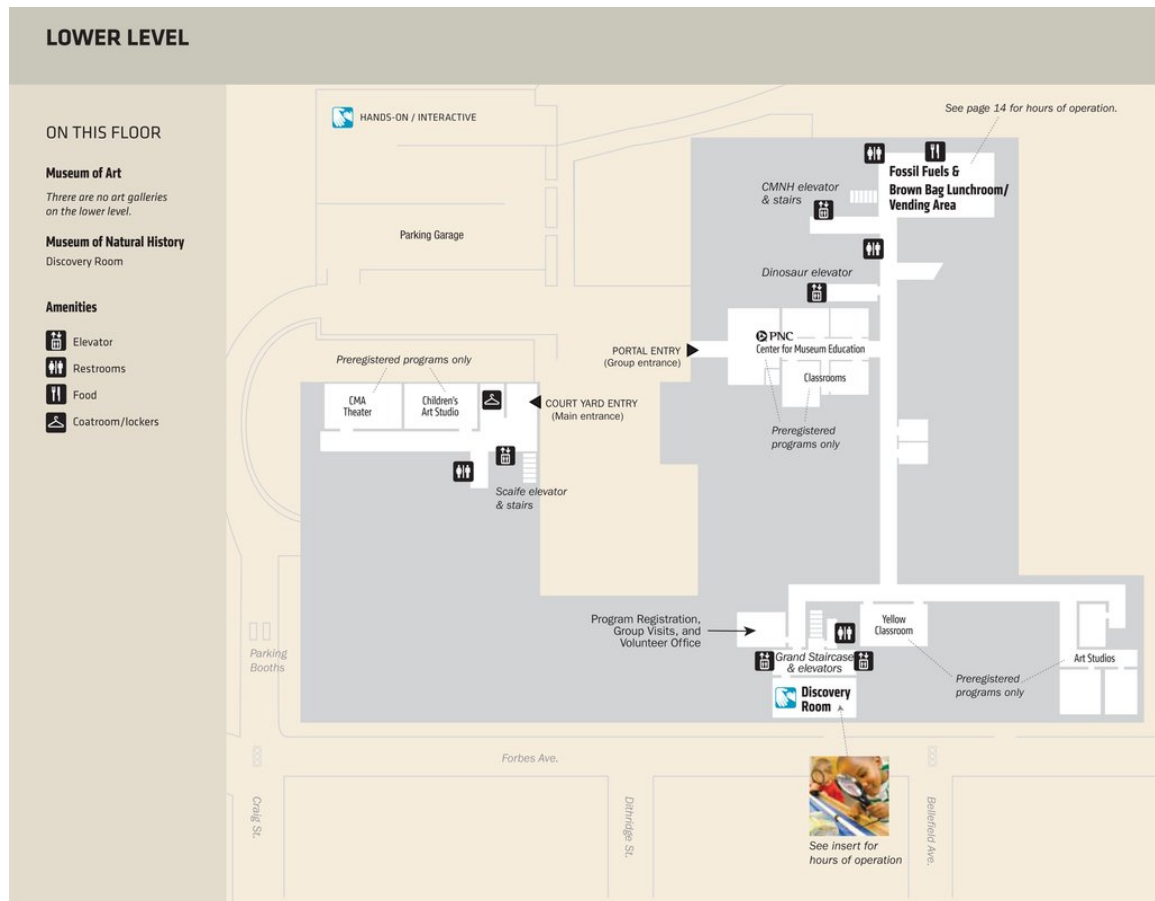 LOWER LEVEL
ON THIS FLOOR
Museum of Art
Threre are no art galleries
on the lower level.
Museum of Natural History
Discovery Room
Amenities
Elevator
Restrooms
Food
Coatroom/lockers
HANDS-ON / INTERACTIVE
See page 14 for hours of operation.
Fossil Fuels &
Brown Bag Lunchroom/
Vending Area
CMNH elevator
& stairs
Parking Garage
Dinosaur elevator
PNC
Center for Museum Education
PORTAL ENTRY
(Group entrance)
Classrooms
Preregistered programs only
CMA
Theater
Children's
Art Studio
COURT YARD ENTRY
(Main entrance)
Preregistered
programs only
Scaife elevator
& stairs
Program Registration,
Group Visits, and
Volunteer Office
Yellow
Classroom
Parking
Booths
Grand Staircase
& elevators
Art Studios
Preregistered
programs only
Discovery
Room
Forbes Ave.
Craig St.
Dithridge St.
Bellefield Ave.
See insert for
hours of operation